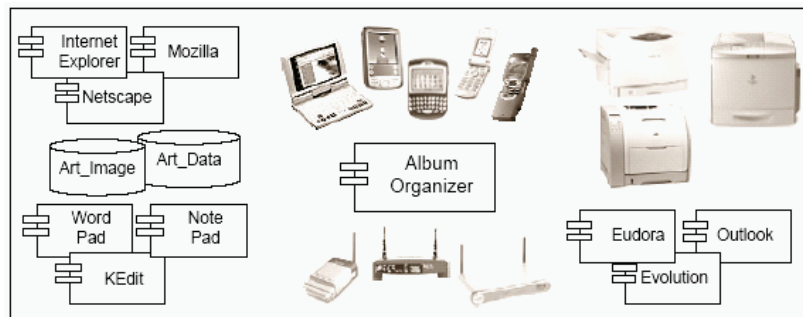 Internet
Explorer
Mozilla
Netscape
Art_Image
Art_Data
Word
Pad
Note
Pad
KEdit
Album
Organizer
Eudora
Outlook
Evolution